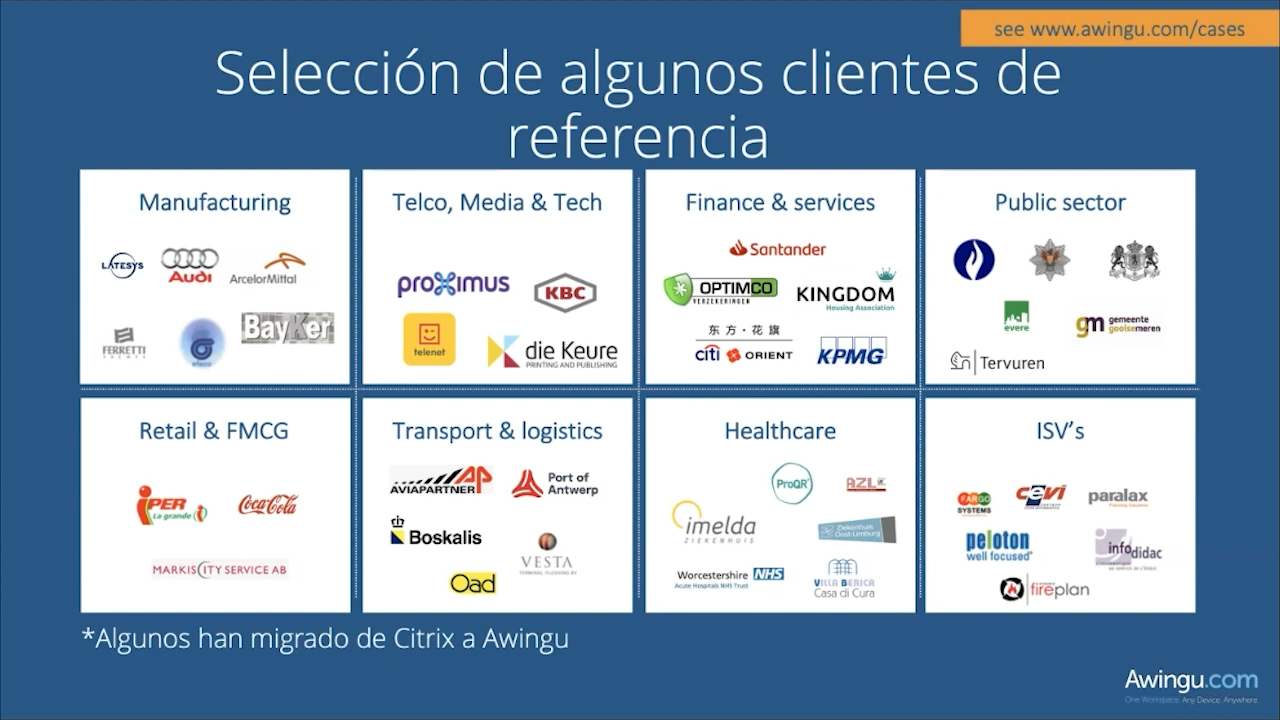 see www.awingu.com/cases
Selección de algunos clientes de
referencia
Manufacturing
LATESYS
Audi
ArcelorMittal
FERRETTI
YACHTS
BayKer
Telco, Media & Tech
proximus
KBC
telenet
die Keure
PRINTING AND PUBLISHING
Finance & services
Santander
OPTIMCO
VERZEKERINGEN
KINGDOM
Housing Association
东方·花旗
citi ORIENT
KPMG
Public sector
evere
gm gemeente
gooisemeren
Tervuren
Retail & FMCG
iPER
La grande i
Coca-Cola
MARKISCITY SERVICE AB
Transport & logistics
AVIAPARTNER
Port of
Antwerp
Boskalis
VESTA
TERMINAL FLUSHING BV
Oad
Healthcare
ProQR
AZL
imelda
ZIEKENHUIS
Ziekenhuis
Oost-Limburg
Worcestershire NHS
Acute Hospitals NHS Trust
VILLA BERICA
Casa di Cura
ISV's
FARGO
SYSTEMS
CEVI
paralax
peloton
well focused
infodidac
fireplan
*Algunos han migrado de Citrix a Awingu
Awingu.com
One Workspace. Any Device. Anywhere.